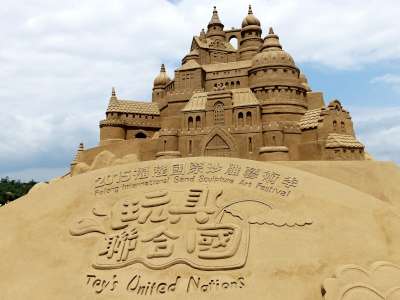 2015福隆國際沙雕藝術季
Fulong International Sand Sculpture Art Festival
玩具
聯合國
Toy's United Nations